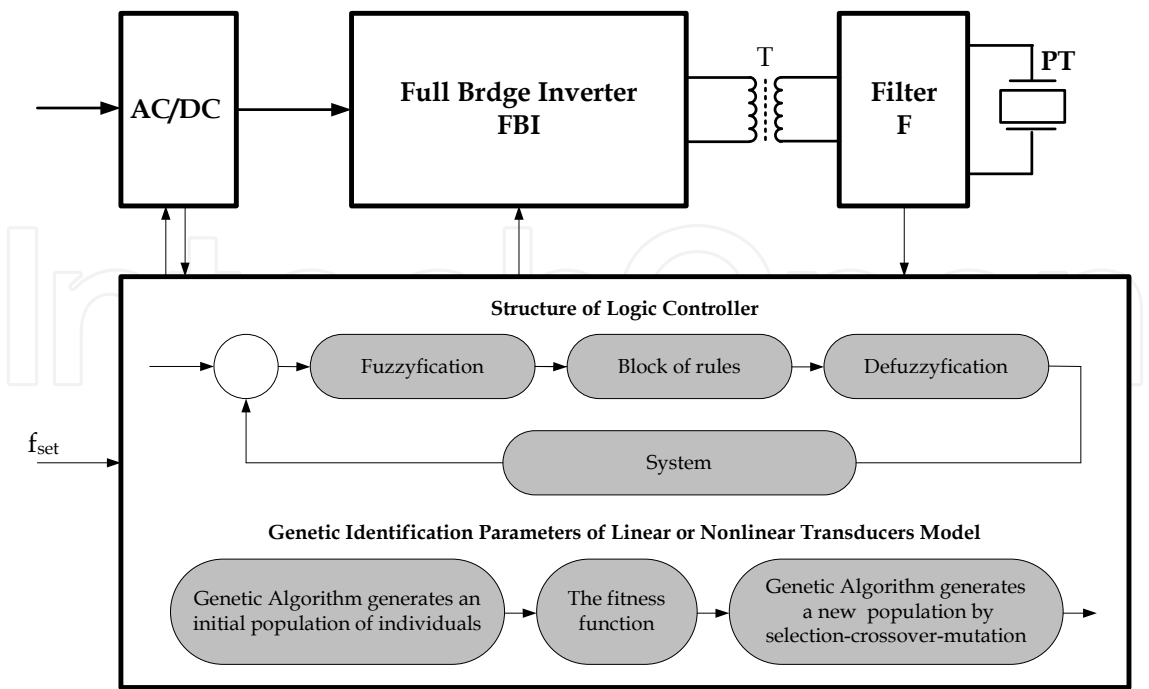 AC/DC
Full Brdge Inverter
FBI
T
Filter
F
PT
Structure of Logic Controller
Fuzzyfication
Block of rules
Defuzzyfication
f_set
System
Genetic Identification Parameters of Linear or Nonlinear Transducers Model
Genetic Algorithm generates an
initial population of individuals
The fitness
function
Genetic Algorithm generates
a new population by
selection-crossover-mutation